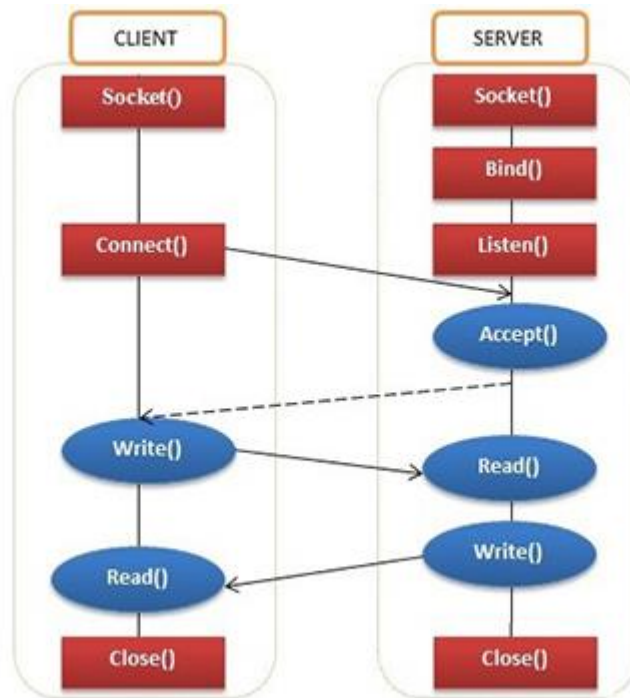 CLIENT
Socket()
Connect()
Write()
Read()
Close()
SERVER
Socket()
Bind()
Listen()
Accept()
Read()
Write()
Close()